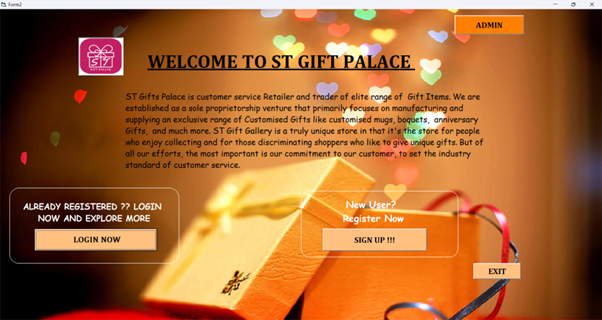 Form2
ADMIN
ST
GIFT GALLERY
WELCOME TO ST GIFT PALACE
ST Gifts Palace is customer service Retailer and trader of elite range of Gift Items. We are
established as a sole proprietorship venture that primarily focuses on manufacturing and
supplying an exclusive range of Customised Gifts like customised mugs, boquets, anniversary
Gifts, and much more. ST Gift Gallery is a truly unique store in that it's the store for people
who enjoy collecting and for those discriminating shoppers who like to give unique gifts. But of
all our efforts, the most important is our commitment to our customer, to set the industry
standard of customer service.
ALREADY REGISTERED ?? LOGIN
NOW AND EXPLORE MORE
LOGIN NOW
New User?
Register Now
SIGN UP !!!
EXIT